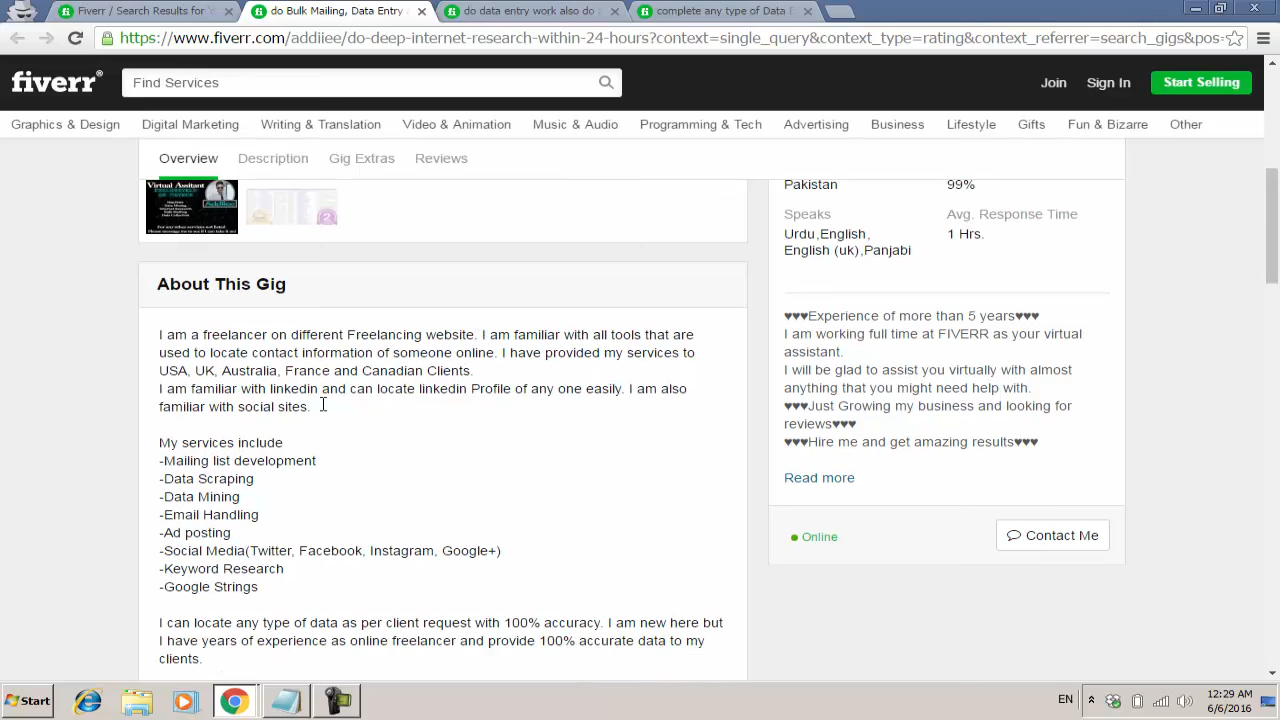 Fiverr / Search Results for '
do Bulk Mailing, Data Entry
do data entry work also do a
complete any type of Data E
https://www.fiverr.com/addiiee/do-deep-internet-research-within-24-hours?context=single_query&context_type=rating&context_referrer=search_gigs&pos=
fiverr®
Find Services
Join
Sign In
Start Selling
Graphics & Design
Digital Marketing
Writing & Translation
Video & Animation
Music & Audio
Programming & Tech
Advertising
Business
Lifestyle
Gifts
Fun & Bizarre
Other
Overview
Description
Gig Extras
Reviews
Virtual Assitant
Addiiee
About This Gig
I am a freelancer on different Freelancing website. I am familiar with all tools that are
used to locate contact information of someone online. I have provided my services to
USA, UK, Australia, France and Canadian Clients.
I am familiar with linkedin and can locate linkedin Profile of any one easily. I am also
familiar with social sites.
My services include
-Mailing list development
-Data Scraping
-Data Mining
-Email Handling
-Ad posting
-Social Media(Twitter, Facebook, Instagram, Google+)
-Keyword Research
-Google Strings
I can locate any type of data as per client request with 100% accuracy. I am new here but
I have years of experience as online freelancer and provide 100% accurate data to my
clients.
Pakistan
99%
Speaks
Avg. Response Time
Urdu,English,
1 Hrs.
English (uk),Panjabi
♥♥♥Experience of more than 5 years♥♥♥
I am working full time at FIVERR as your virtual
assistant.
I will be glad to assist you virtually with almost
anything that you might need help with.
♥♥♥Just Growing my business and looking for
reviews♥♥♥
♥♥♥Hire me and get amazing results♥♥♥
Read more
Online
Contact Me
Start
EN
12:29 AM
6/6/2016